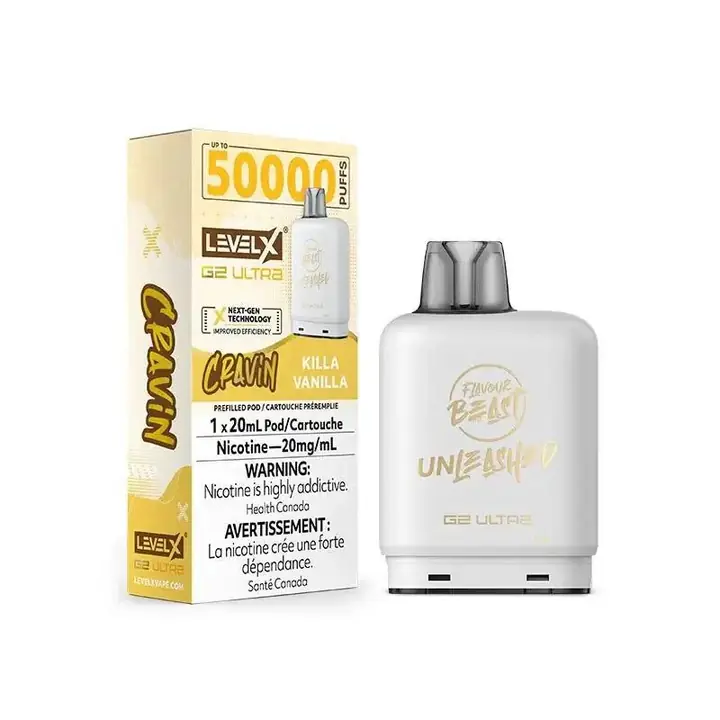 CRAVIN
LEVELX
G2 ULTRA
LEVELXVAPE.COM
UP TO
50000
PUFFS
LEVELX®
G2 ULTRA
NEXT-GEN
TECHNOLOGY
IMPROVED EFFICIENCY
CRAVIN
KILLA
VANILLA
PREFILLED POD / CARTOUCHE PRÉREMPLIE
1 x 20mL Pod/Cartouche
Nicotine—20mg/mL
WARNING:
Nicotine is highly addictive.
Health Canada
AVERTISSEMENT :
La nicotine crée une forte
dépendance.
Santé Canada
FLAVOUR
BEAST
UNLEASHED
G2 ULTRA